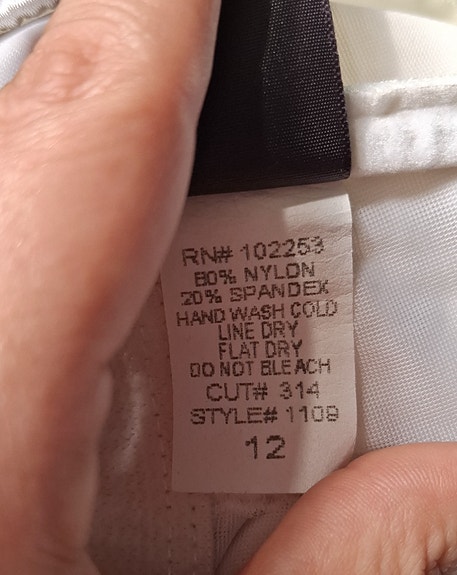 RN# 102253
80% NYLON
20% SPANDEX
HAND WASH COLD
LINE DRY
FLAT DRY
DO NOT BLEACH
CUT# 314
STYLE# 1109
12